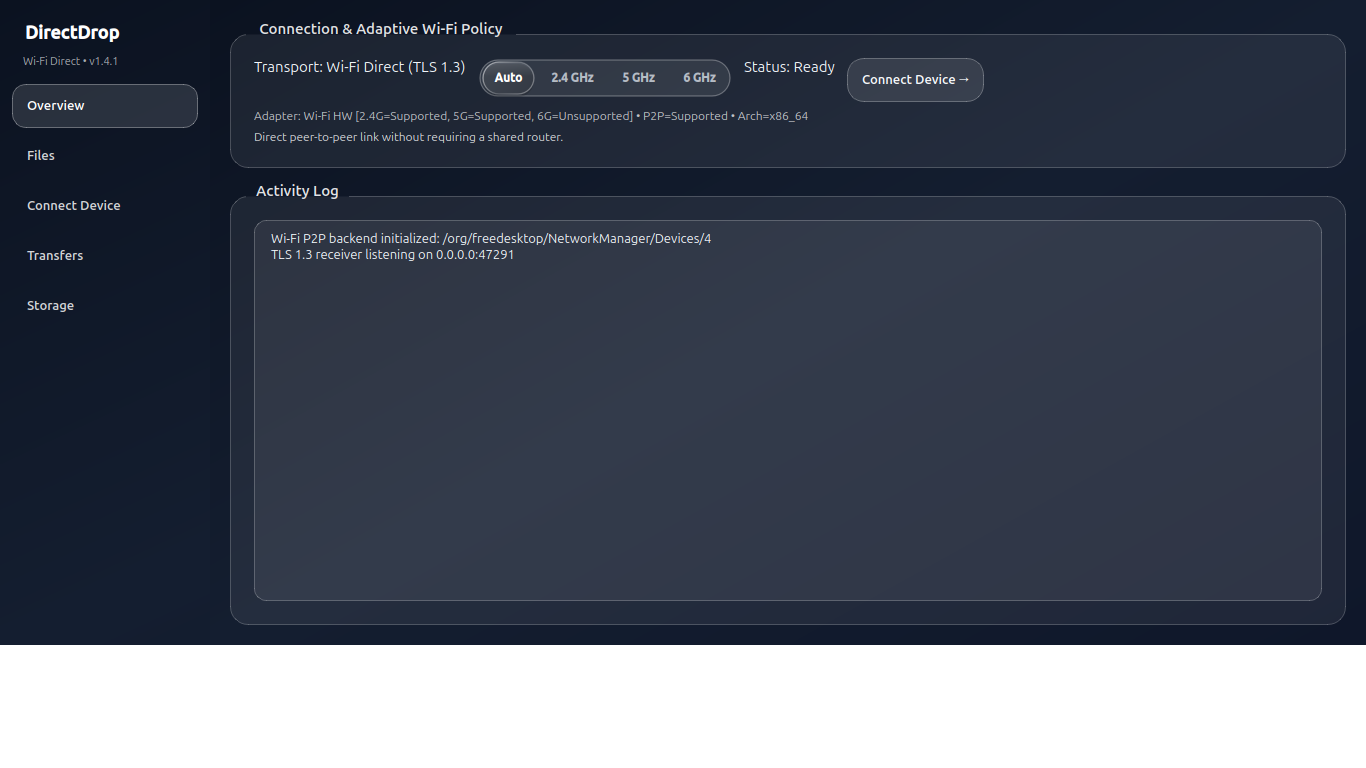 DirectDrop
Wi-Fi Direct • v1.4.1
Overview
Files
Connect Device
Transfers
Storage
Connection & Adaptive Wi-Fi Policy
Transport: Wi-Fi Direct (TLS 1.3) Auto 2.4 GHz 5 GHz 6 GHz Status: Ready Connect Device →
Adapter: Wi-Fi HW [2.4G=Supported, 5G=Supported, 6G=Unsupported] • P2P=Supported • Arch=x86_64
Direct peer-to-peer link without requiring a shared router.
Activity Log
Wi-Fi P2P backend initialized: /org/freedesktop/NetworkManager/Devices/4
TLS 1.3 receiver listening on 0.0.0.0:47291